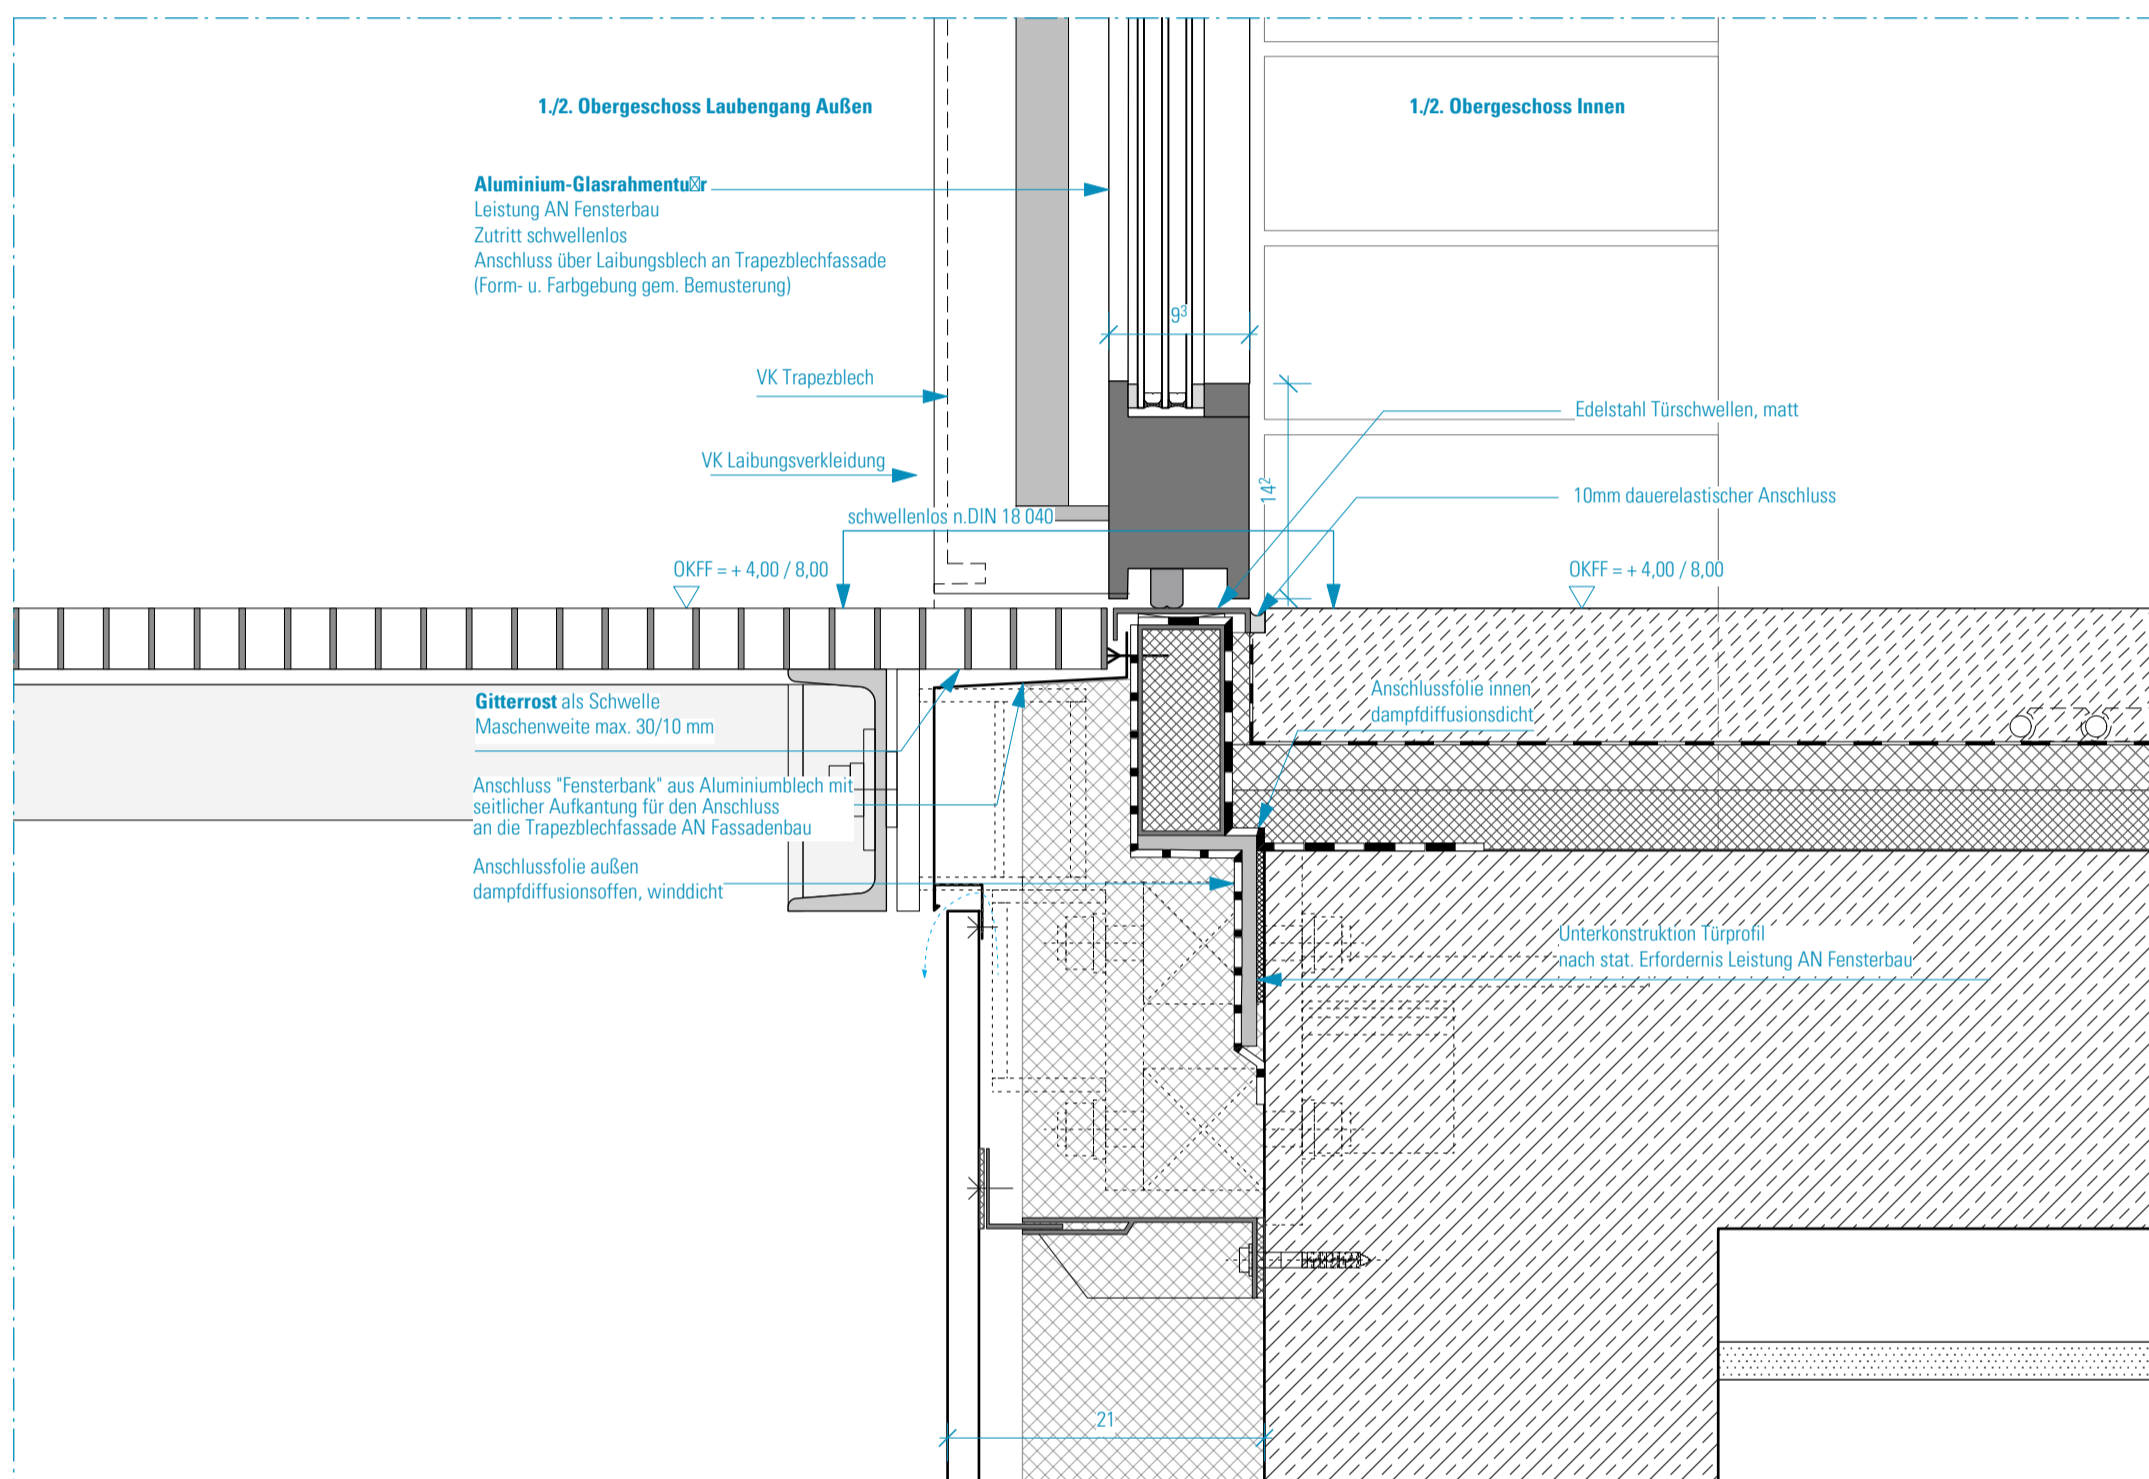 1./2. Obergeschoss Laubengang Außen
1./2. Obergeschoss Innen
Aluminium-Glasrahmentu☒r
Leistung AN Fensterbau
Zutritt schwellenlos
Anschluss über Laibungsblech an Trapezblechfassade
(Form- u. Farbgebung gem. Bemusterung)
9³
VK Trapezblech
Edelstahl Türschwellen, matt
VK Laibungsverkleidung
14²
10mm dauerelastischer Anschluss
schwellenlos n.DIN 18 040
OKFF = + 4,00 / 8,00
OKFF = + 4,00 / 8,00
Gitterrost als Schwelle
Maschenweite max. 30/10 mm
Anschlussfolie innen
dampfdiffusionsdicht
Anschluss "Fensterbank" aus Aluminiumblech mit
seitlicher Aufkantung für den Anschluss
an die Trapezblechfassade AN Fassadenbau
Anschlussfolie außen
dampfdiffusionsoffen, winddicht
Unterkonstruktion Türprofil
nach stat. Erfordernis Leistung AN Fensterbau
21